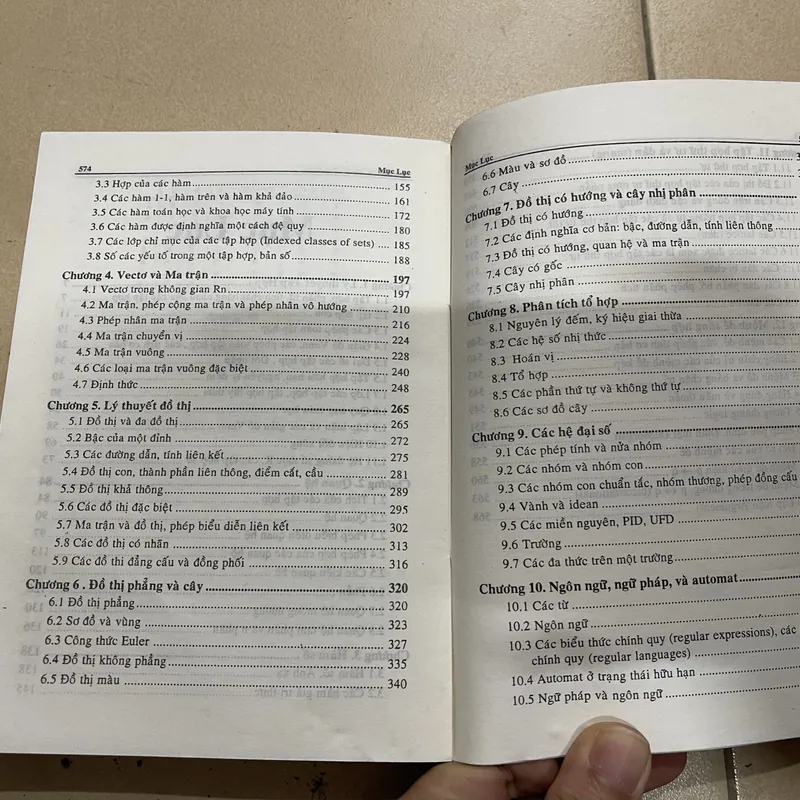 574 Mục Lục
3.3 Hợp của các hàm 155
3.4 Các hàm 1-1, hàm trên và hàm khả đảo 161
3.5 Các hàm toán học và khoa học máy tính 172
3.6 Các hàm được định nghĩa một cách đệ quy 180
3.7 Các lớp chỉ mục của các tập hợp (Indexed classes of sets) 185
3.8 Số các yếu tố trong một tập hợp, bản số 188
Chương 4. Vectơ và Ma trận 197
4.1 Vectơ trong không gian Rn 197
4.2 Ma trận, phép cộng ma trận và phép nhân vô hướng 210
4.3 Phép nhân ma trận 216
4.4 Ma trận chuyển vị 224
4.5 Ma trận vuông 228
4.6 Các loại ma trận vuông đặc biệt 240
4.7 Định thức 248
Chương 5. Lý thuyết đồ thị 265
5.1 Đồ thị và đa đồ thị 265
5.2 Bậc của một đỉnh 272
5.3 Các đường dẫn, tính liên kết 275
5.4 Đồ thị con, thành phần liên thông, điểm cắt, cầu 281
5.5 Đồ thị khả thông 289
5.6 Các đồ thị đặc biệt 295
5.7 Ma trận và đồ thị, phép biểu diễn liên kết 302
5.8 Các đồ thị có nhãn 313
5.9 Các đồ thi đẳng cấu và đồng phối 316
Chương 6 . Đồ thị phẳng và cây 320
6.1 Đồ thị phẳng 320
6.2 Sơ đồ và vùng 323
6.3 Công thức Euler 327
6.4 Đồ thị không phẳng 335
6.5 Đồ thị màu 340
Mục Lục
6.6 Màu và sơ đồ
6.7 Cây
Chương 7. Đồ thị có hướng và cây nhị phân
7.1 Đồ thị có hướng
7.2 Các định nghĩa cơ bản: bậc, đường dẫn, tính liên thông
7.3 Đồ thị có hướng, quan hệ và ma trận
7.4 Cây có gốc
7.5 Cây nhị phân
Chương 8. Phân tích tổ hợp
8.1 Nguyên lý đếm, ký hiệu giai thừa
8.2 Các hệ số nhị thức
8.3 Hoán vị
8.4 Tổ hợp
8.5 Các phần thứ tự và không thứ tự
8.6 Các sơ đồ cây
Chương 9. Các hệ đại số
9.1 Các phép tính và nửa nhóm
9.2 Các nhóm và nhóm con
9.3 Các nhóm con chuẩn tắc, nhóm thương, phép đồng cấu
9.4 Vành và idean
9.5 Các miền nguyên, PID, UFD
9.6 Trường
9.7 Các đa thức trên một trường
Chương 10. Ngôn ngữ, ngữ pháp, và automat
10.1 Các từ
10.2 Ngôn ngữ
10.3 Các biểu thức chính quy (regular expressions), các
chính quy (regular languages)
10.4 Automat ở trạng thái hữu hạn
10.5 Ngữ pháp và ngôn ngữ